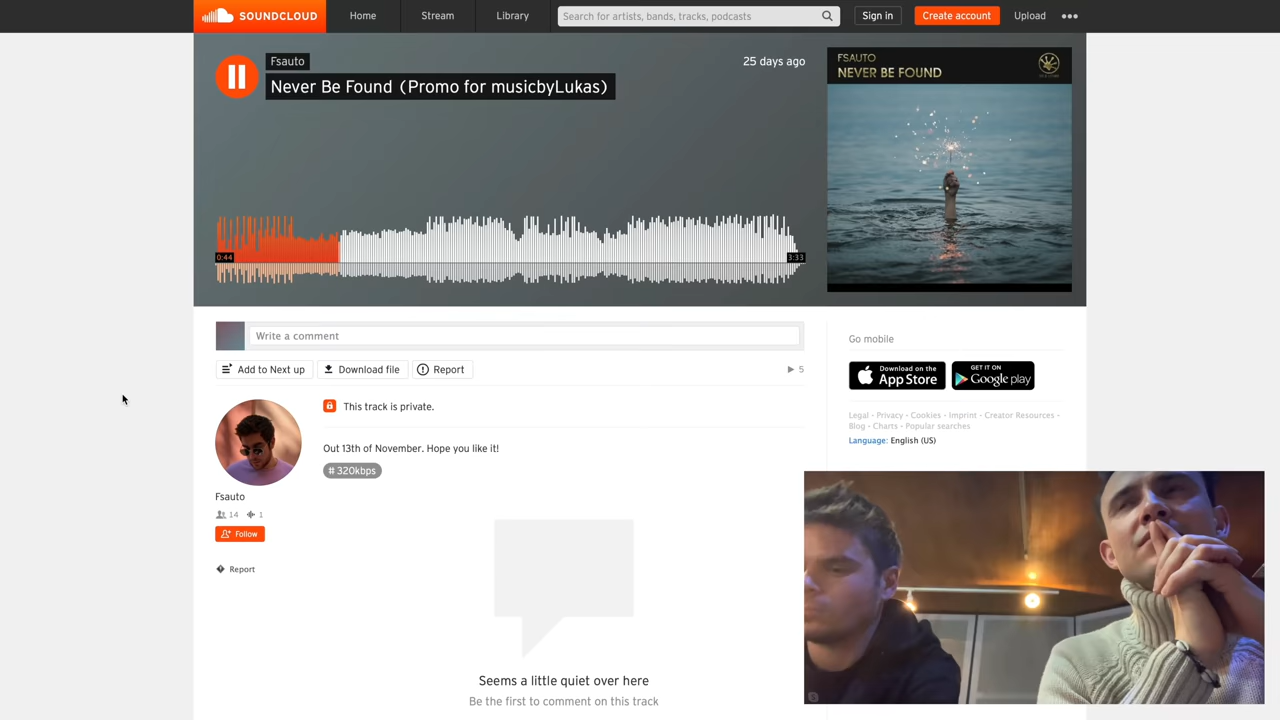 SOUNDCLOUD
Home
Stream
Library
Search for artists, bands, tracks, podcasts
Sign in
Create account
Upload
Fsauto
25 days ago
Never Be Found (Promo for musicbyLukas)
FSAUTO
NEVER BE FOUND
0:44
3:33
Write a comment
Add to Next up
Download file
Report
5
Go mobile
Download on the
App Store
GET IT ON
Google play
Legal - Privacy - Cookies - Imprint - Creator Resources -
Blog - Charts - Popular searches
Language: English (US)
This track is private.
Out 13th of November. Hope you like it!
# 320kbps
Fsauto
14
1
Follow
Report
Seems a little quiet over here
Be the first to comment on this track